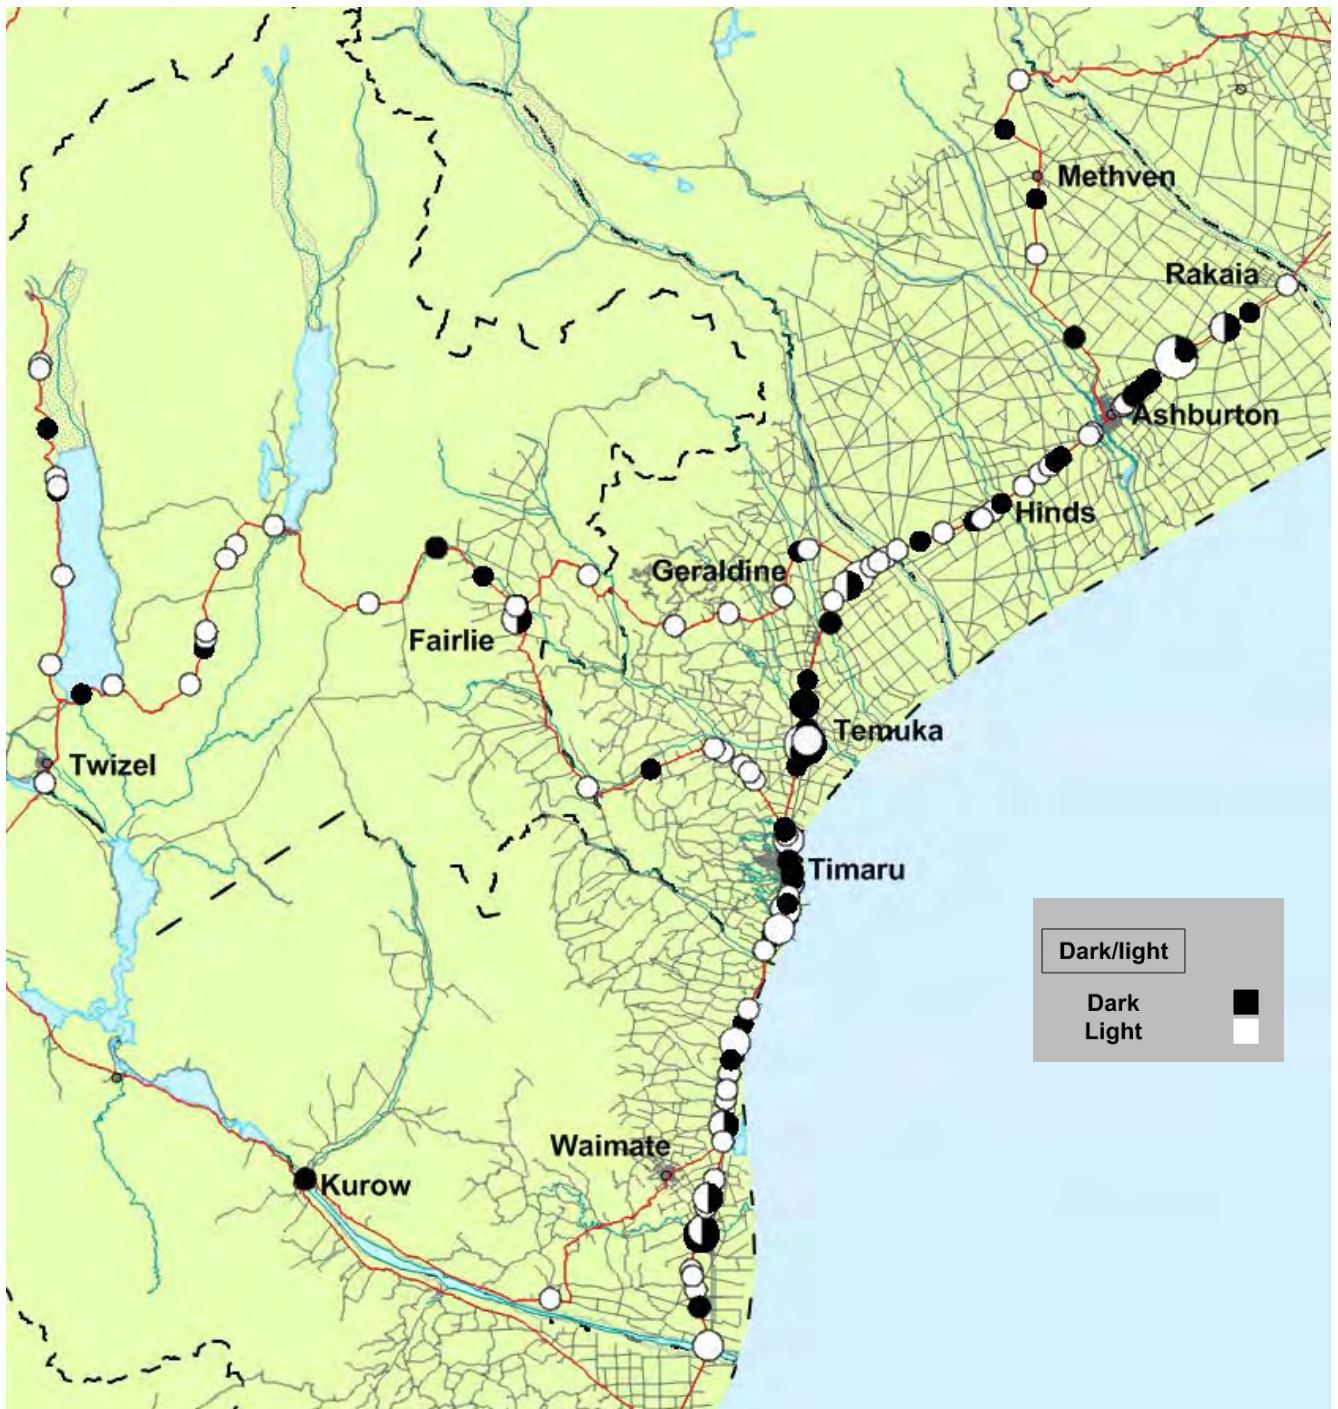 Methven
Rakaia
Ashburton
Hinds
Geraldine
Fairlie
Temuka
Twizel
Timaru
Dark/light
Dark
Light
Waimate
Kurow